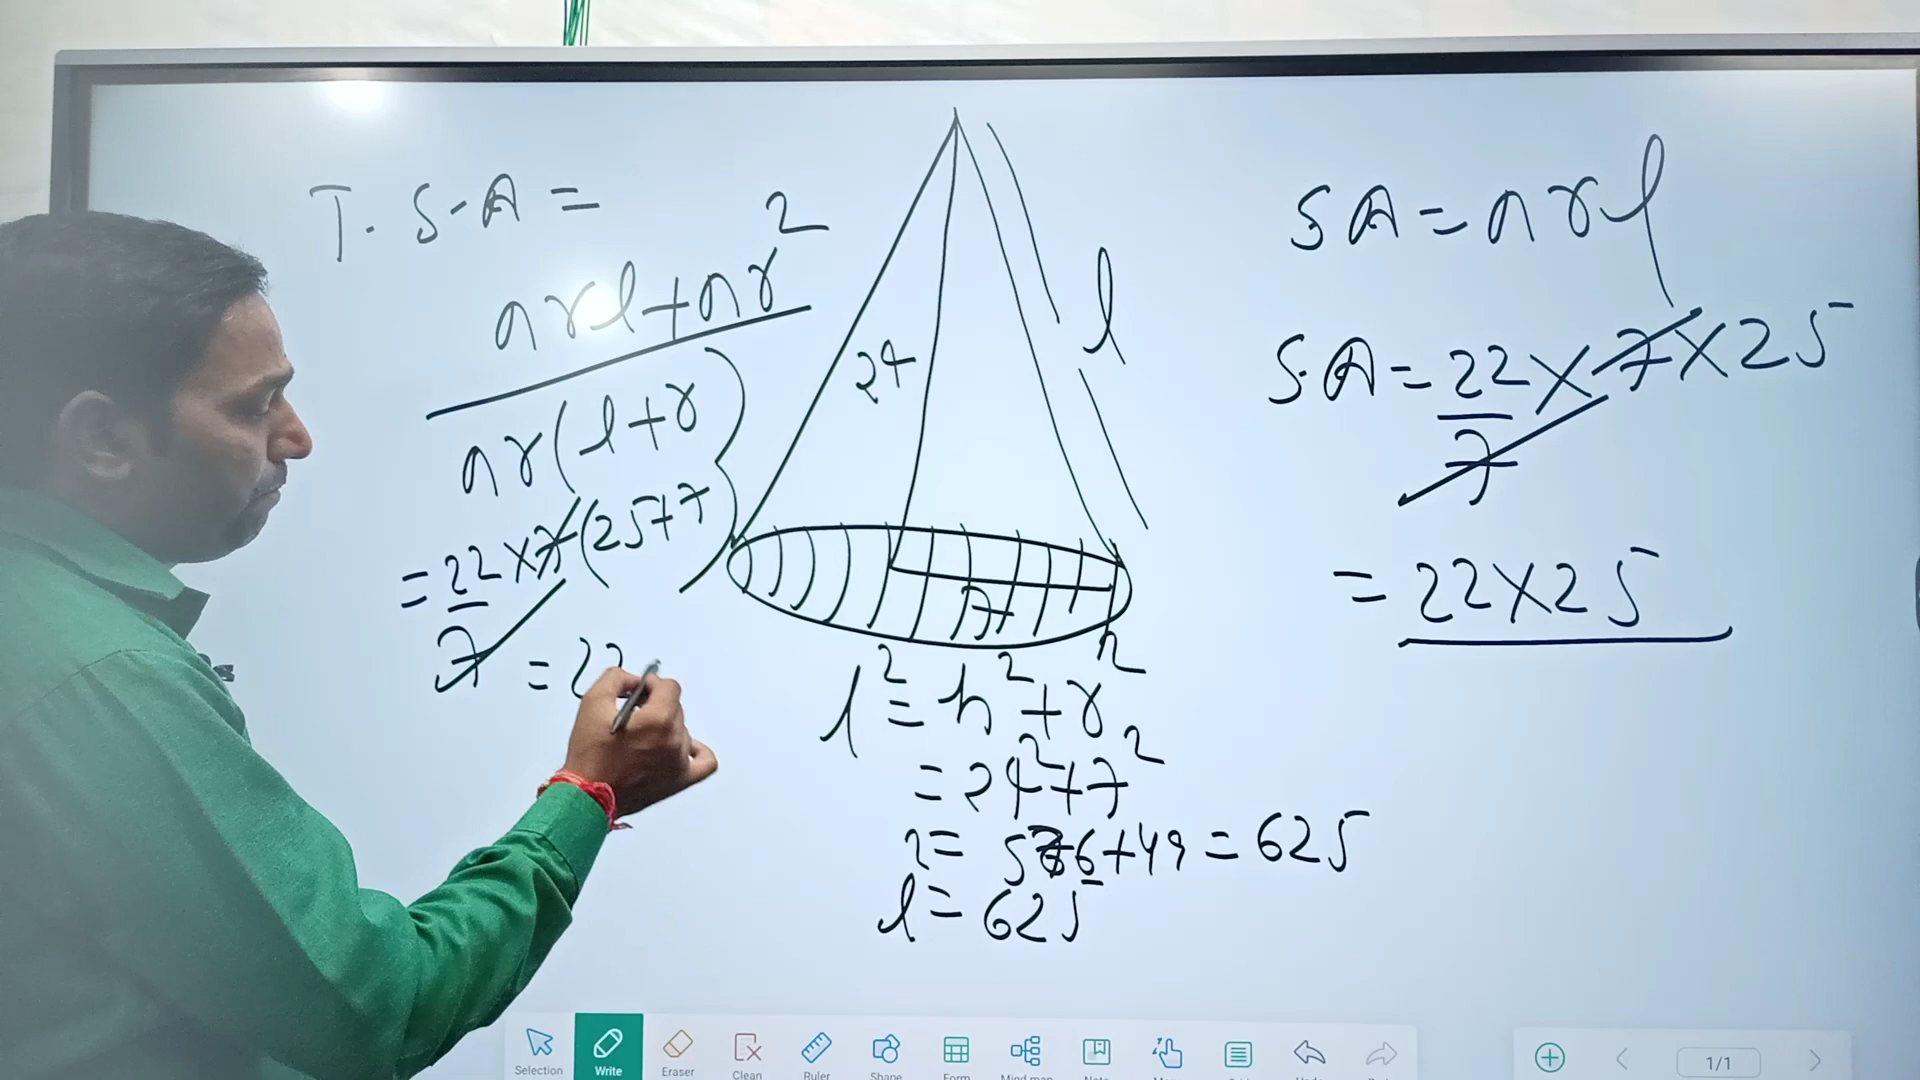 T. S.A =
πrl+πr²
πr(l+r)
= 22/7 ×7(25+7)
= 22
24
l
7
r
l² = h²+r²
= 24²+7²
2= 576+49 = 625
l= 625
SA = πrl
S.A = 22/7 × 7 × 25
= 22×25
Selection
Write
Eraser
Clean
Ruler
Shape
Form
Mind map
1/1